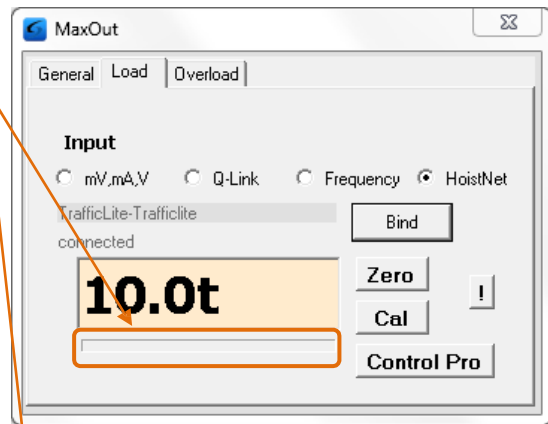 MaxOut
General Load Overload
Input
mV,mA,V Q-Link Frequency HoistNet
TrafficLite-Trafficlite Bind
connected
10.0t Zero !
Cal
Control Pro